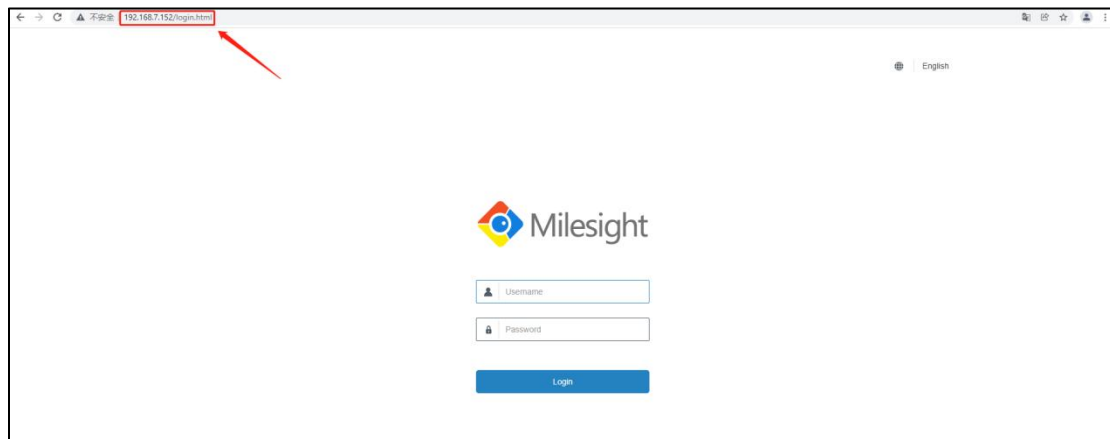 不安全 192.168.7.152/login.html
English
Milesight
Username
Password
Login